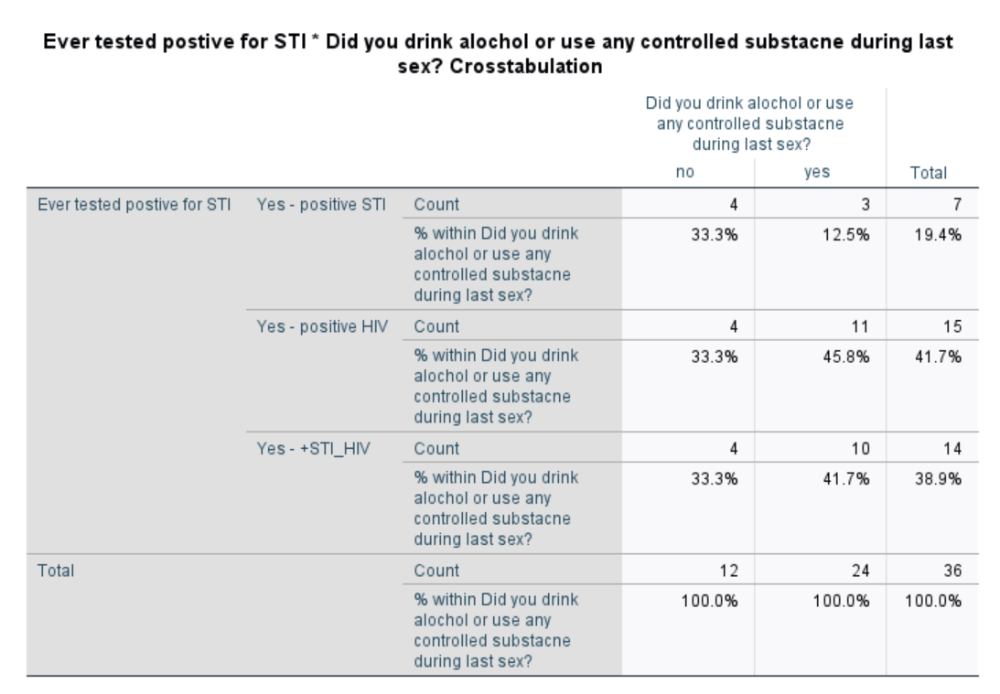 Ever tested postive for STI * Did you drink alochol or use any controlled substacne during last
sex? Crosstabulation
Did you drink alochol or use
any controlled substacne
during last sex?
no yes Total
Ever tested postive for STI Yes - positive STI Count 4 3 7
% within Did you drink 33.3% 12.5% 19.4%
alochol or use any
controlled substacne
during last sex?
Yes - positive HIV Count 4 11 15
% within Did you drink 33.3% 45.8% 41.7%
alochol or use any
controlled substacne
during last sex?
Yes - +STI_HIV Count 4 10 14
% within Did you drink 33.3% 41.7% 38.9%
alochol or use any
controlled substacne
during last sex?
Total Count 12 24 36
% within Did you drink 100.0% 100.0% 100.0%
alochol or use any
controlled substacne
during last sex?